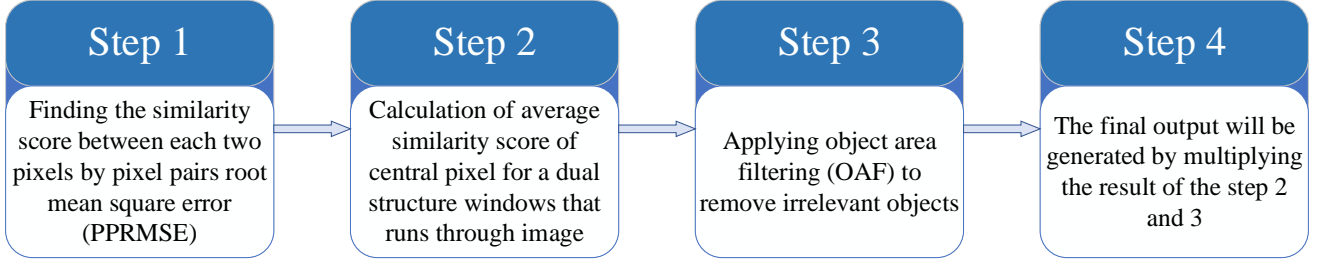 Step 1
Finding the similarity
score between each two
pixels by pixel pairs root
mean square error
(PPRMSE)
Step 2
Calculation of average
similarity score of
central pixel for a dual
structure windows that
runs through image
Step 3
Applying object area
filtering (OAF) to
remove irrelevant objects
Step 4
The final output will be
generated by multiplying
the result of the step 2
and 3